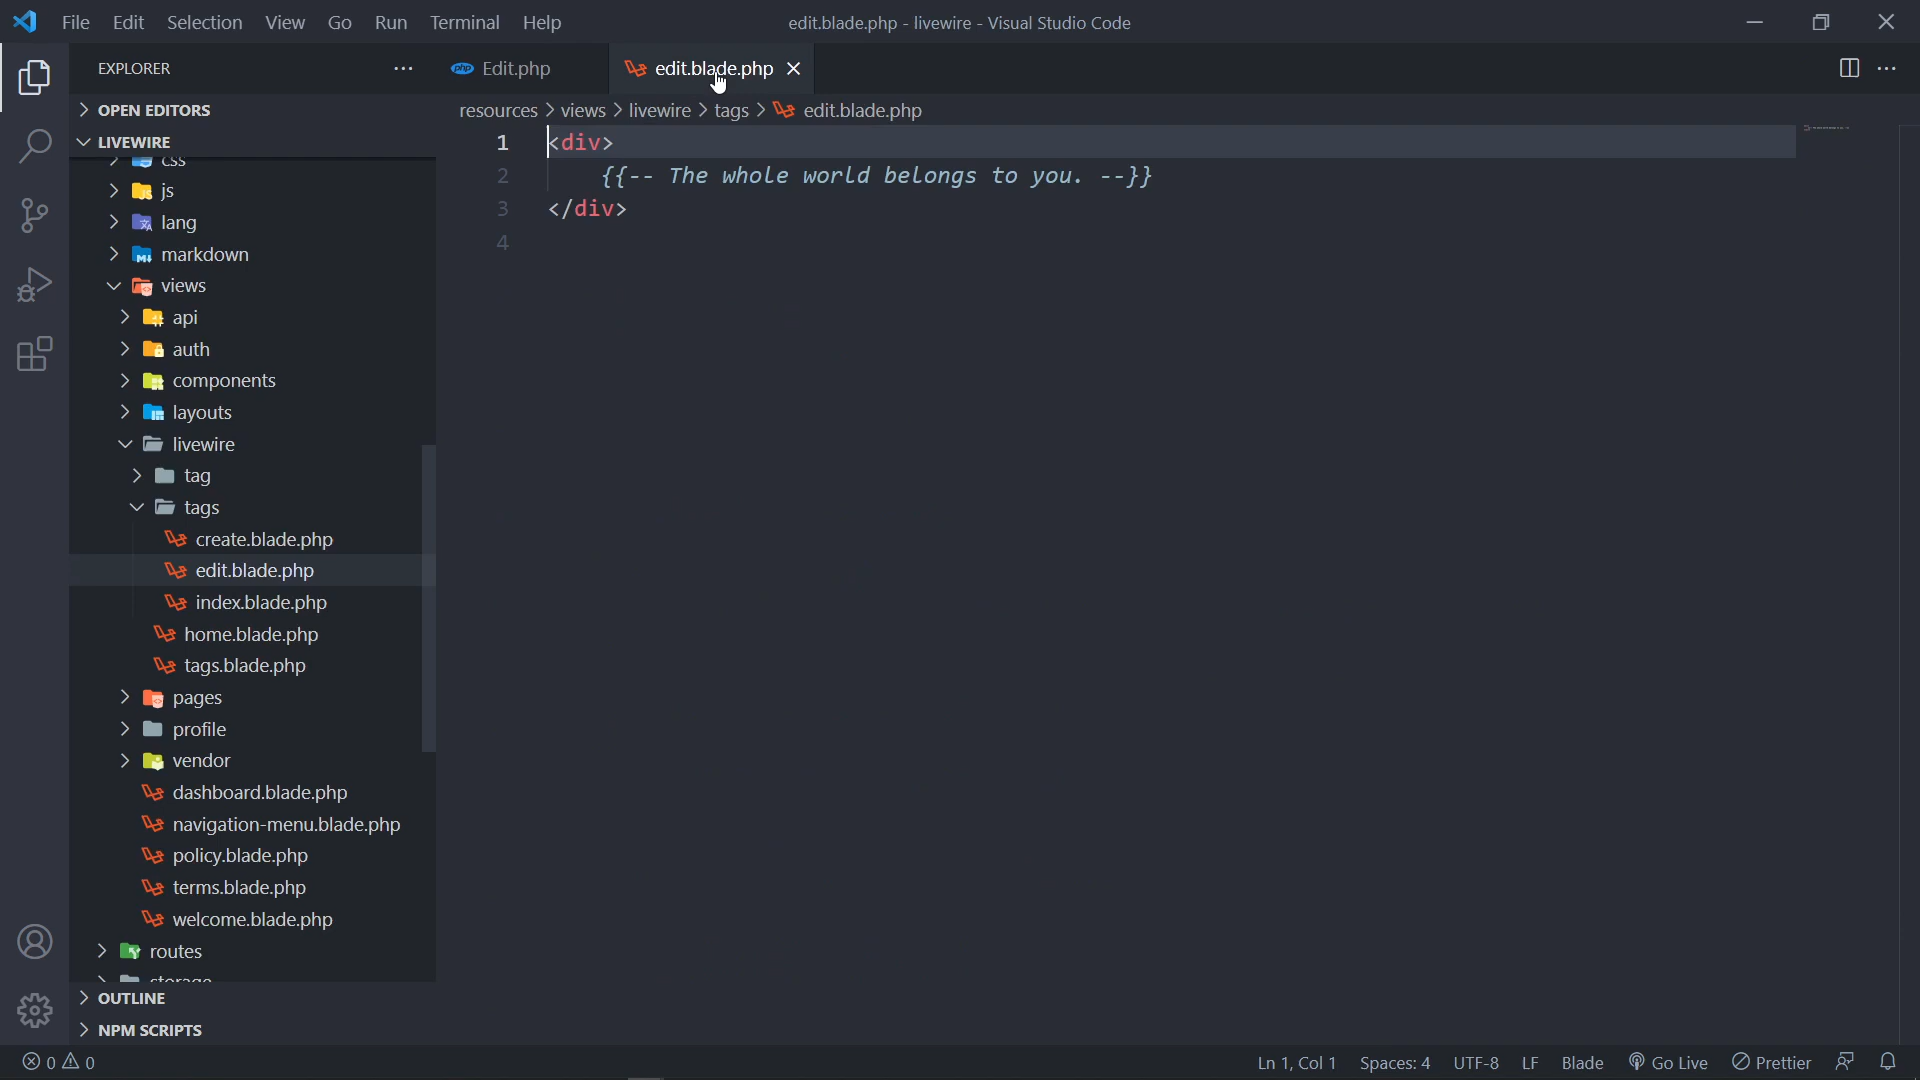 File Edit Selection View Go Run Terminal Help
edit.blade.php - livewire - Visual Studio Code
EXPLORER
OPEN EDITORS
LIVEWIRE
css
js
lang
markdown
views
api
auth
components
layouts
livewire
tag
tags
create.blade.php
edit.blade.php
index.blade.php
home.blade.php
tags.blade.php
pages
profile
vendor
dashboard.blade.php
navigation-menu.blade.php
policy.blade.php
terms.blade.php
welcome.blade.php
routes
storage
OUTLINE
NPM SCRIPTS
php Edit.php
edit.blade.php
resources > views > livewire > tags > edit.blade.php
1 <div>
2 {{-- The whole world belongs to you. --}}
3 </div>
4
0 0
Ln 1, Col 1 Spaces: 4 UTF-8 LF Blade Go Live Prettier